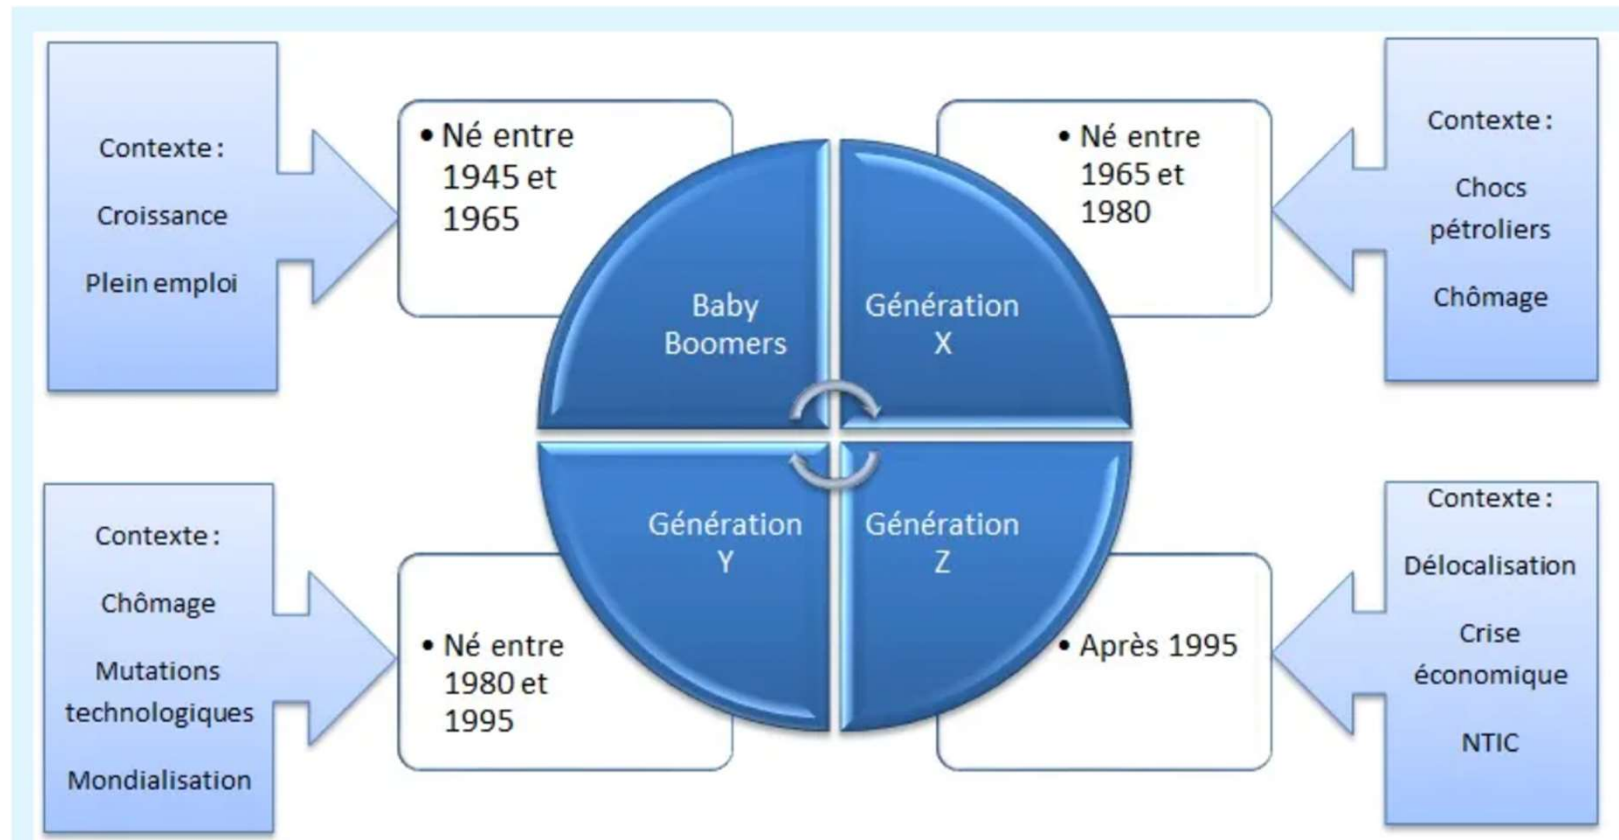 Contexte :
Croissance
Plein emploi
• Né entre
1945 et
1965
Baby
Boomers
Génération
X
• Né entre
1965 et
1980
Contexte :
Chocs
pétroliers
Chômage
Contexte :
Chômage
Mutations
technologiques
Mondialisation
• Né entre
1980 et
1995
Génération
Y
Génération
Z
• Après 1995
Contexte :
Délocalisation
Crise
économique
NTIC